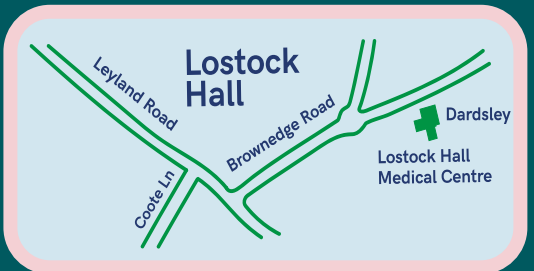 Lostock
Hall
Leyland Road
Brownedge Road
Dardsley
Lostock Hall
Medical Centre
Coote Ln